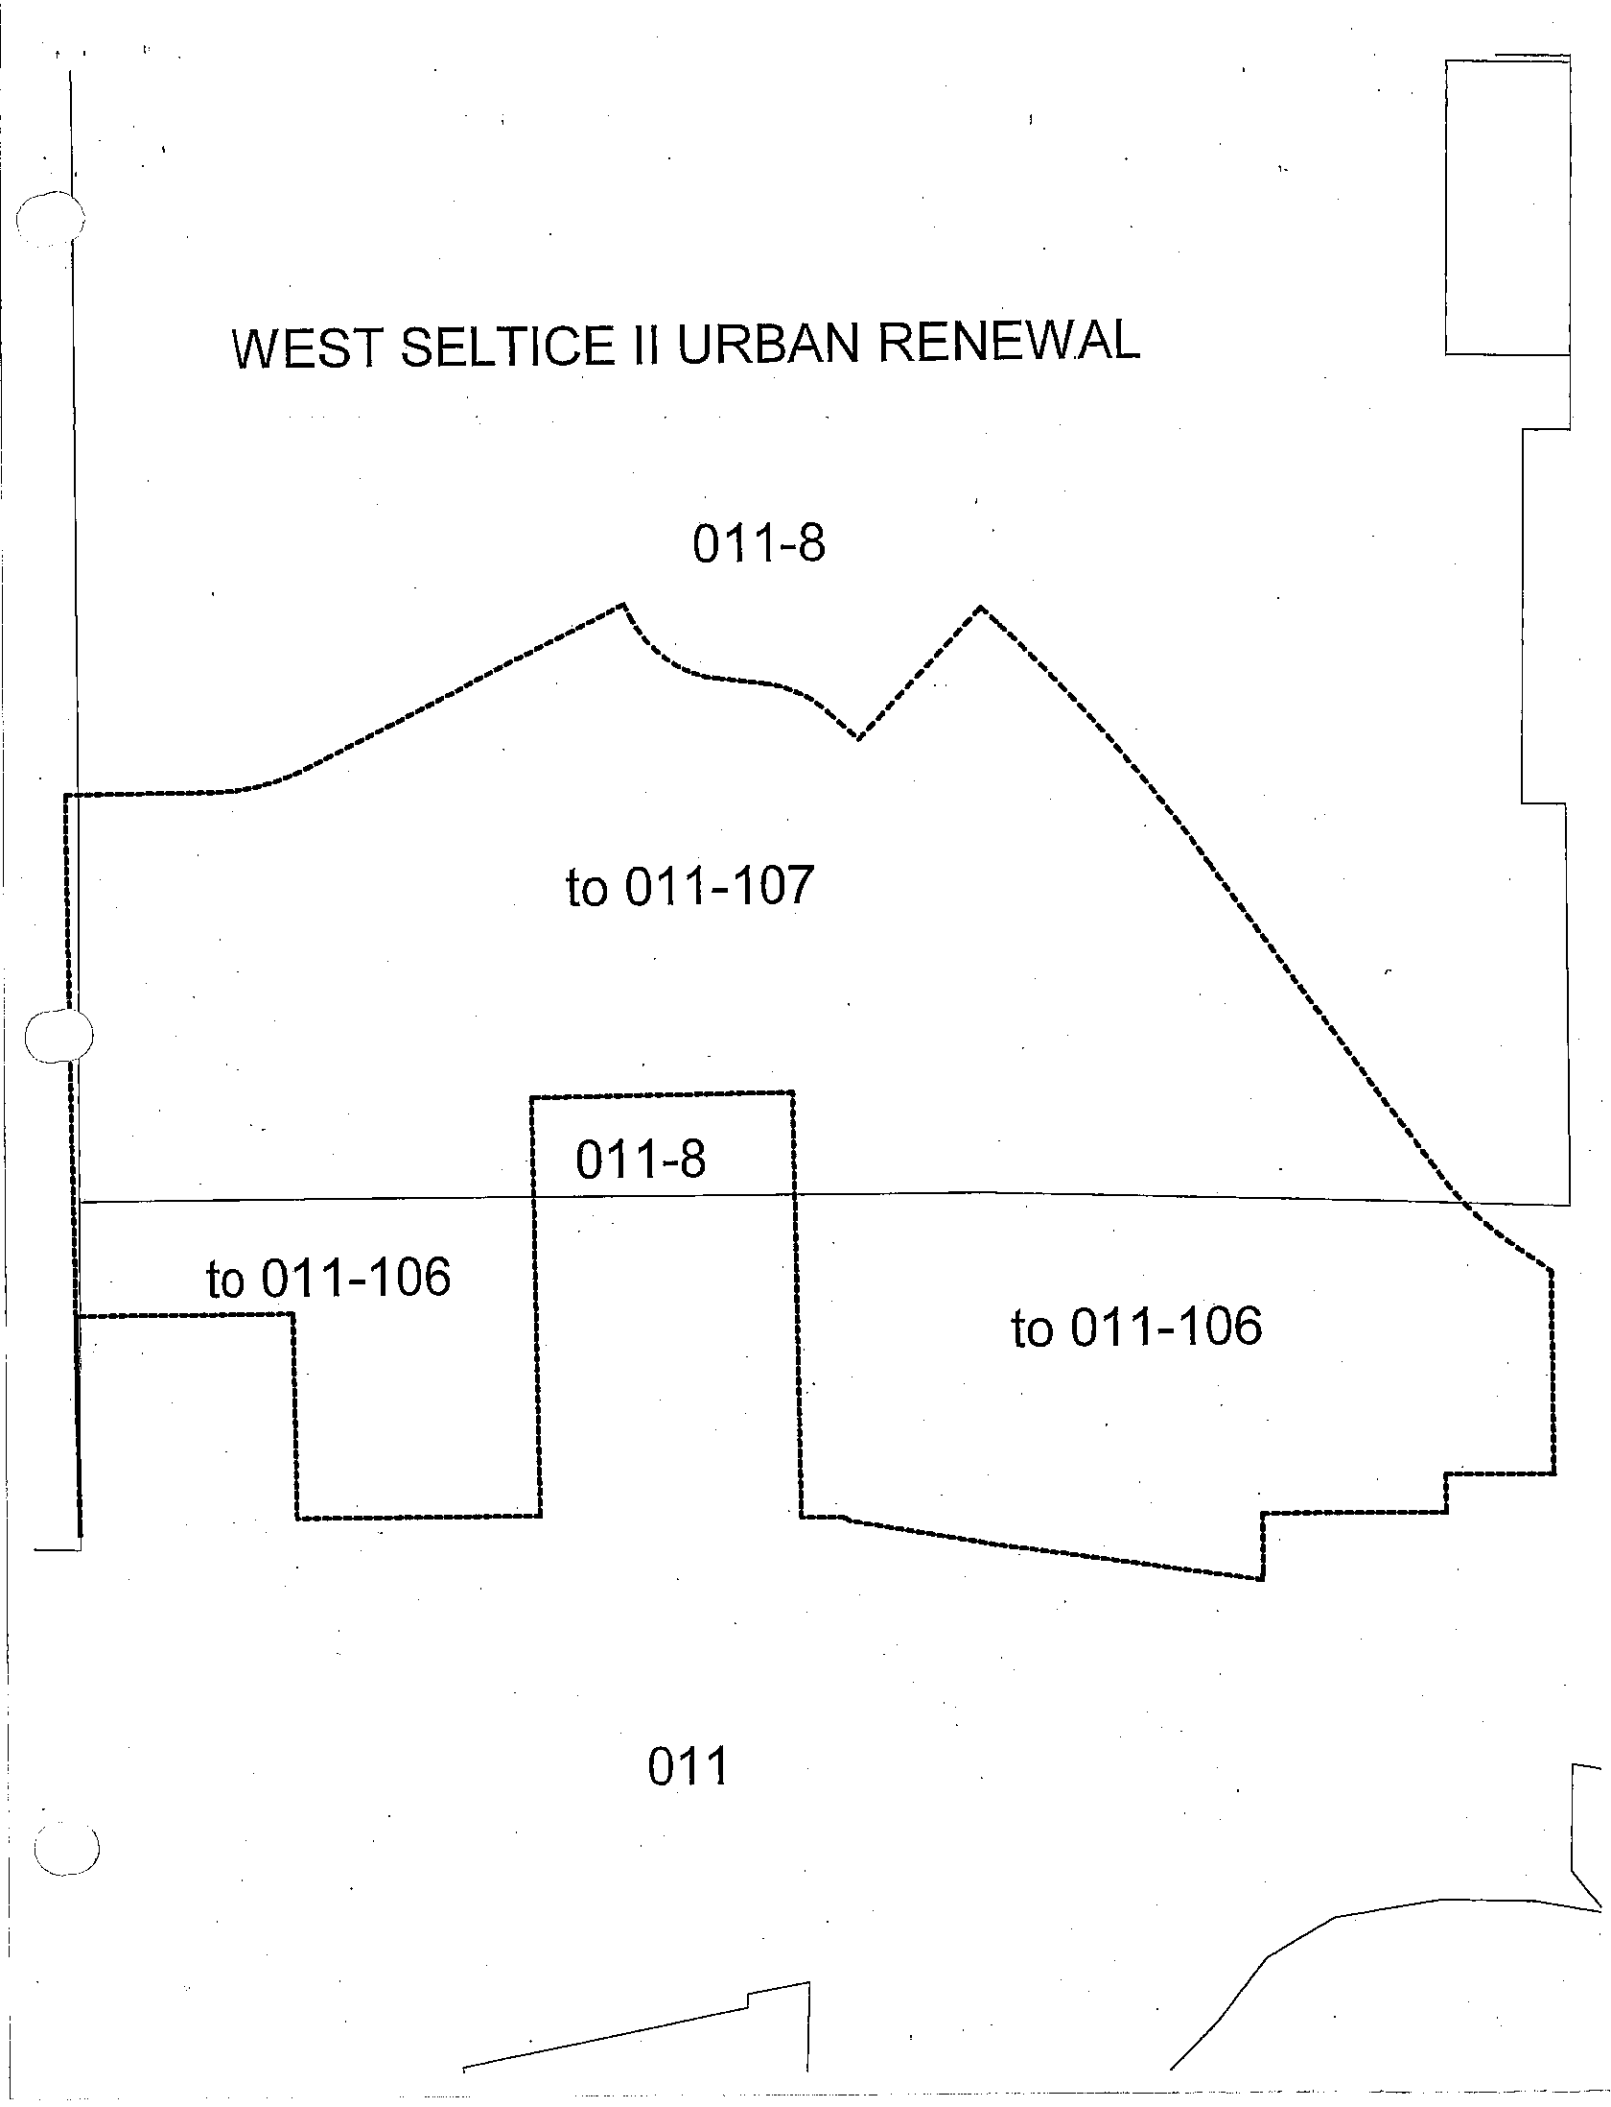 WEST SELTICE II URBAN RENEWAL
011-8
to 011-107
011-8
to 011-106
to 011-106
011